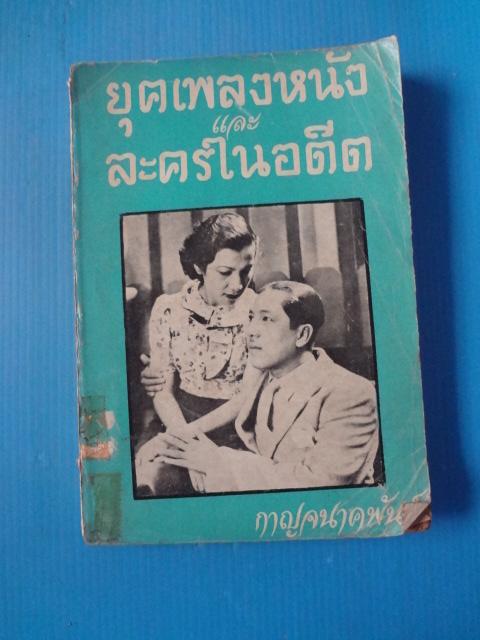 ยุคเพลงหนัง
และ
ละครในอดีต
กาญจนาคพันธุ์